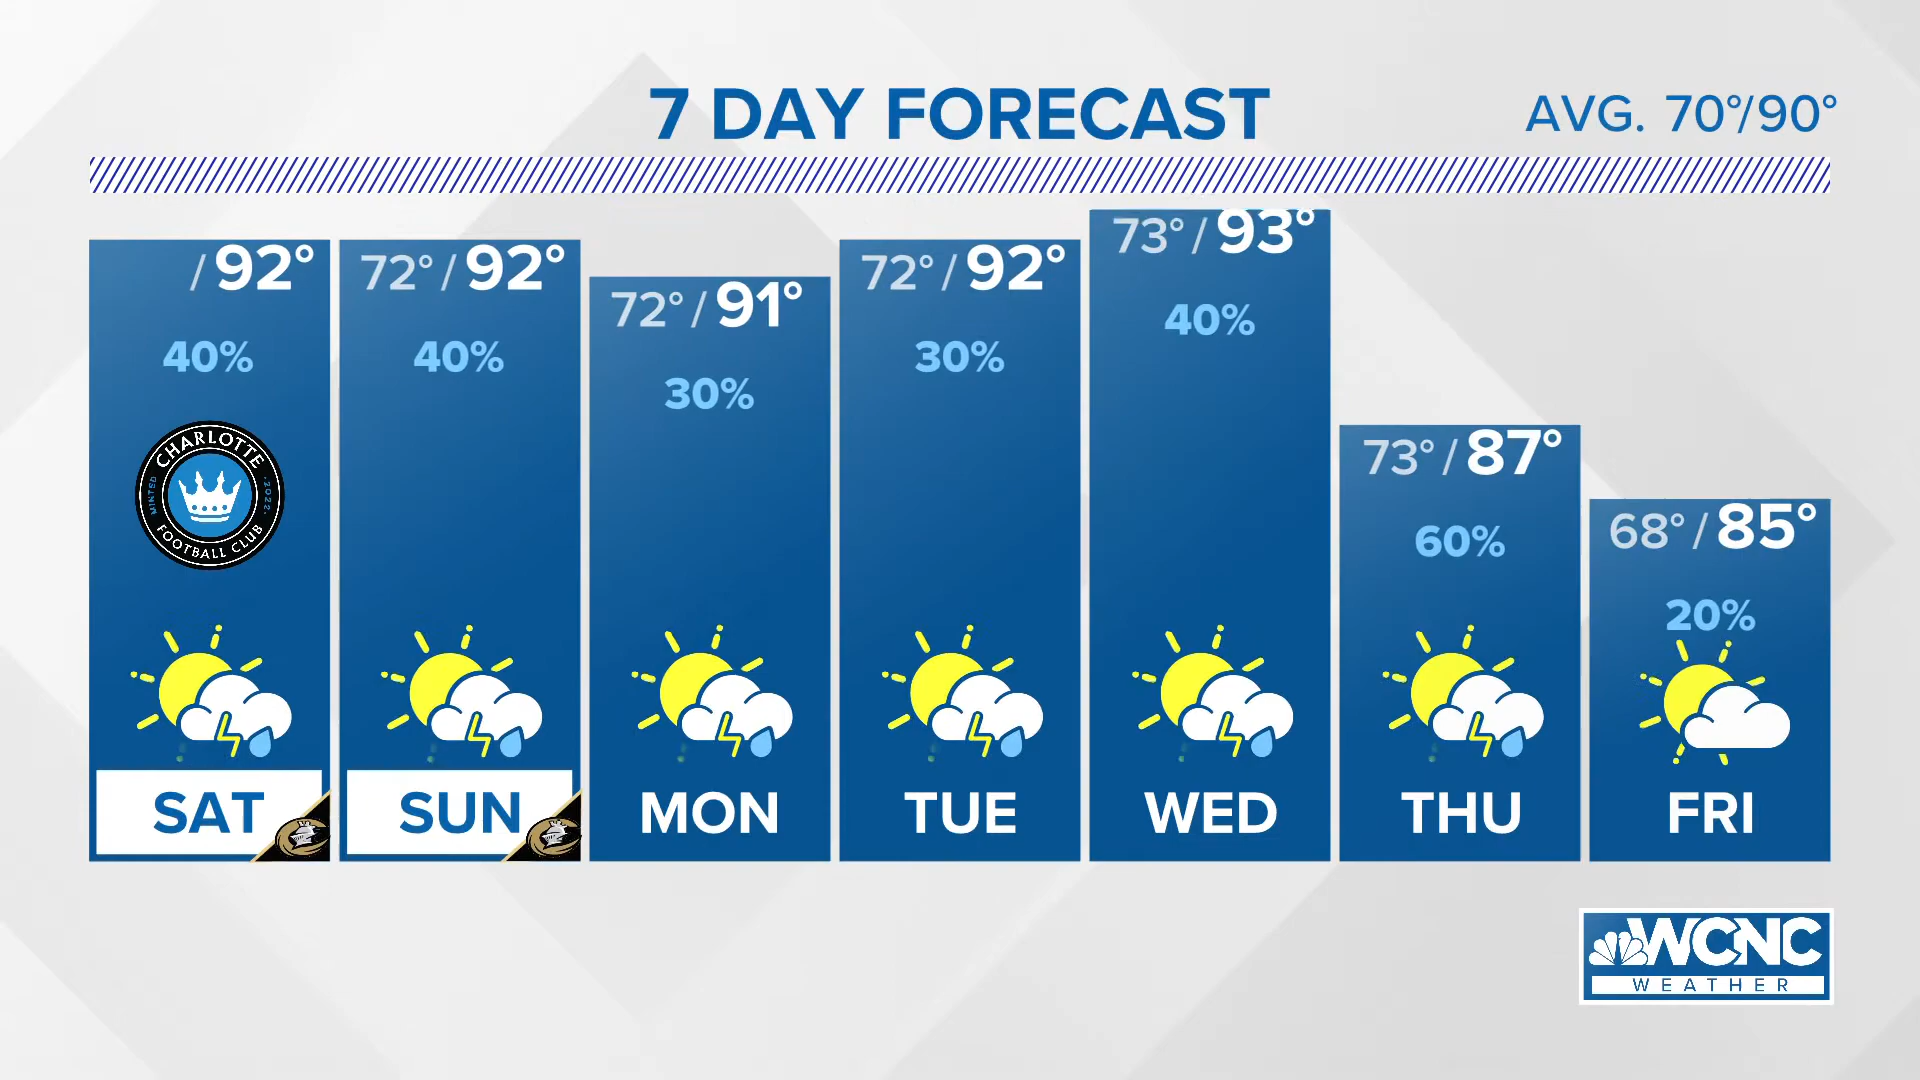 7 DAY FORECAST
AVG. 70°/90°
/ 92°
40%
CHARLOTTE
MINTED
·2022·
FOOTBALL CLUB
SAT
72° / 92°
40%
SUN
72° / 91°
30%
MON
72° / 92°
30%
TUE
73° / 93°
40%
WED
73° / 87°
60%
THU
68° / 85°
20%
FRI
WCNC
WEATHER